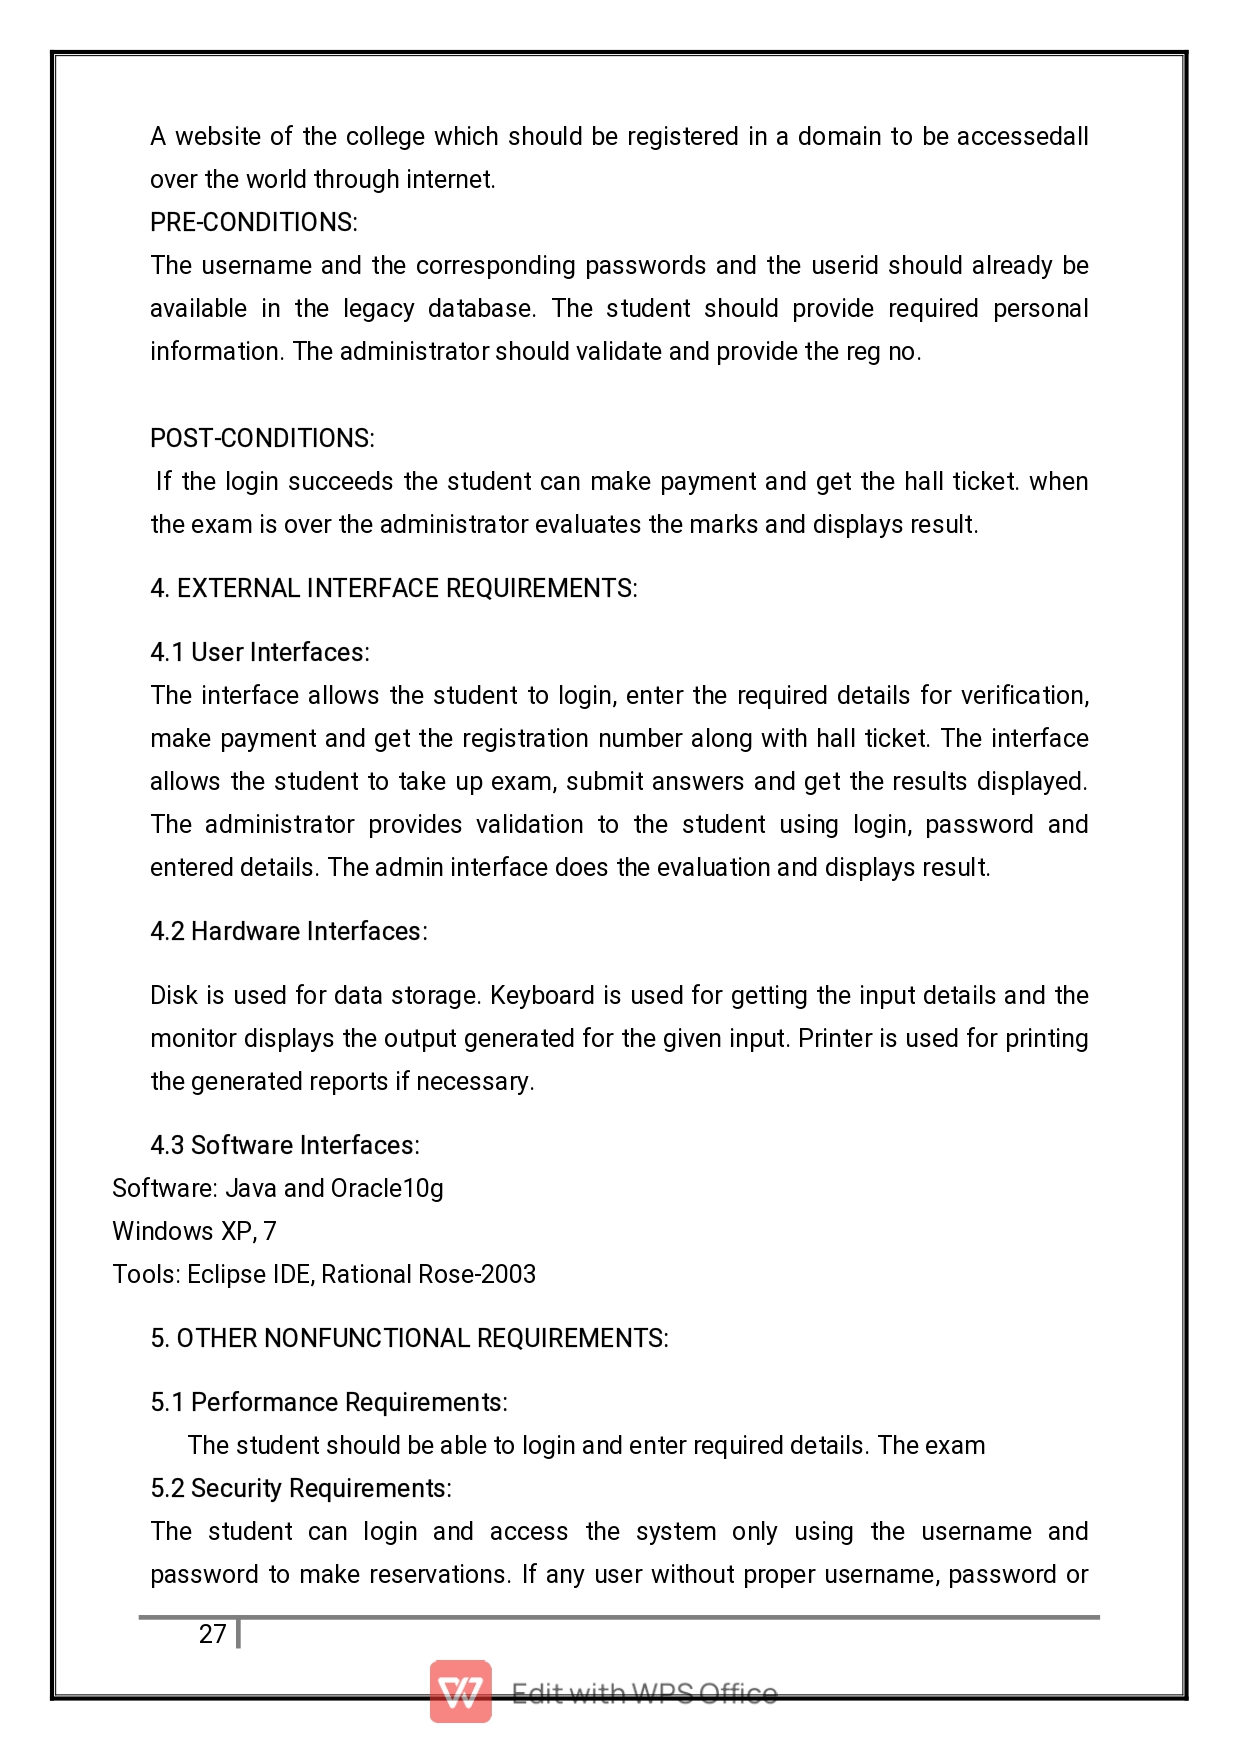 A website of the college which should be registered in a domain to be accessedall
over the world through internet.
PRE-CONDITIONS:
The username and the corresponding passwords and the userid should already be
available in the legacy database. The student should provide required personal
information. The administrator should validate and provide the reg no.
POST-CONDITIONS:
If the login succeeds the student can make payment and get the hall ticket. when
the exam is over the administrator evaluates the marks and displays result.
4. EXTERNAL INTERFACE REQUIREMENTS:
4.1 User Interfaces:
The interface allows the student to login, enter the required details for verification,
make payment and get the registration number along with hall ticket. The interface
allows the student to take up exam, submit answers and get the results displayed.
The administrator provides validation to the student using login, password and
entered details. The admin interface does the evaluation and displays result.
4.2 Hardware Interfaces:
Disk is used for data storage. Keyboard is used for getting the input details and the
monitor displays the output generated for the given input. Printer is used for printing
the generated reports if necessary.
4.3 Software Interfaces:
Software: Java and Oracle10g
Windows XP, 7
Tools: Eclipse IDE, Rational Rose-2003
5. OTHER NONFUNCTIONAL REQUIREMENTS:
5.1 Performance Requirements:
The student should be able to login and enter required details. The exam
5.2 Security Requirements:
The student can login and access the system only using the username and
password to make reservations. If any user without proper username, password or
27
Edit with WPS Office